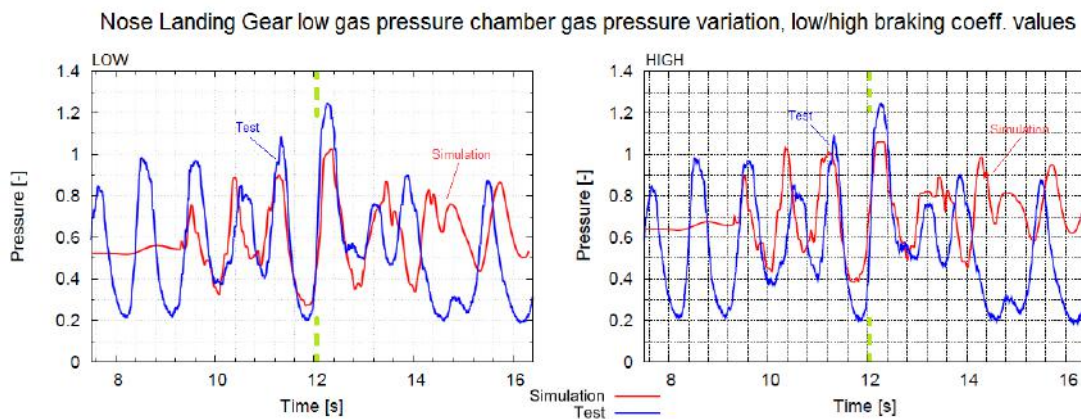 Nose Landing Gear low gas pressure chamber gas pressure variation, low/high braking coeff. values
LOW
1.4
1.2
1
0.8
0.6
0.4
0.2
0
Pressure [-]
Test
Simulation
8
10
12
14
16
Time [s]
HIGH
1.4
1.2
1
0.8
0.6
0.4
0.2
0
Pressure [-]
Test
Simulation
8
10
12
14
16
Time [s]
Simulation
Test